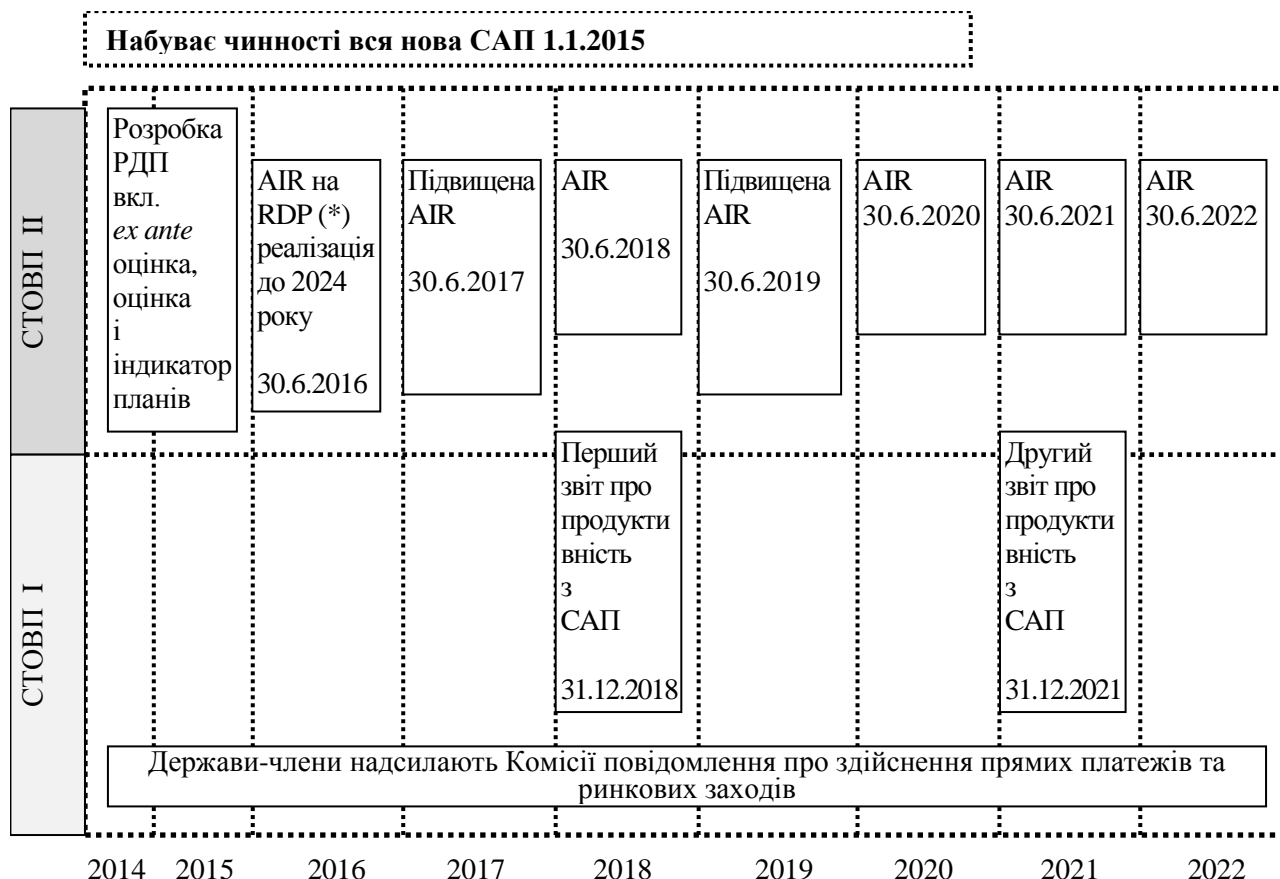 Набуває чинності вся нова САП 1.1.2015
СТОВП II
Розробка
РДП
вкл.
ex ante
оцінка,
оцінка
і
індикатор
планів
AIR на
RDP (*)
реалізація
до 2024
року
30.6.2016
Підвищена
AIR
30.6.2017
AIR
30.6.2018
Підвищена
AIR
30.6.2019
AIR
30.6.2020
AIR
30.6.2021
AIR
30.6.2022
СТОВП I
Перший
звіт про
продукти
вність
з
САП
31.12.2018
Другий
звіт про
продукти
вність
з
САП
31.12.2021
Держави-члени надсилають Комісії повідомлення про здійснення прямих платежів та
ринкових заходів
2014 2015 2016 2017 2018 2019 2020 2021 2022